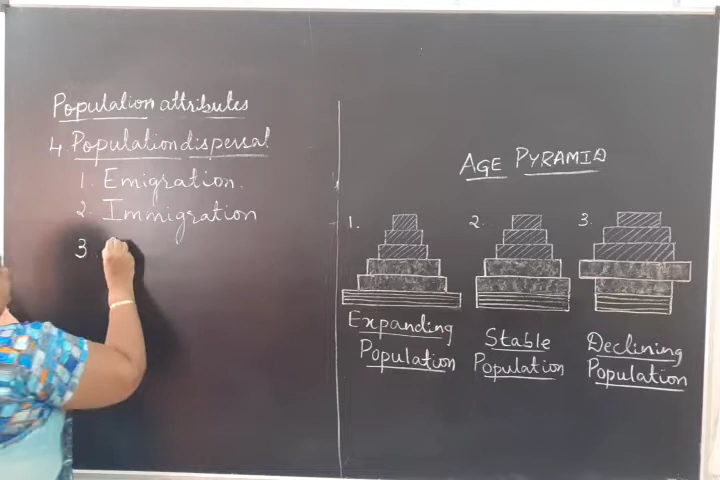 Population attributes
4 Population dispersal
1. Emigration.
2. Immigration
3.
AGE PYRAMID
1.
2.
3.
Expanding
Population
Stable
Population
Declining
Population